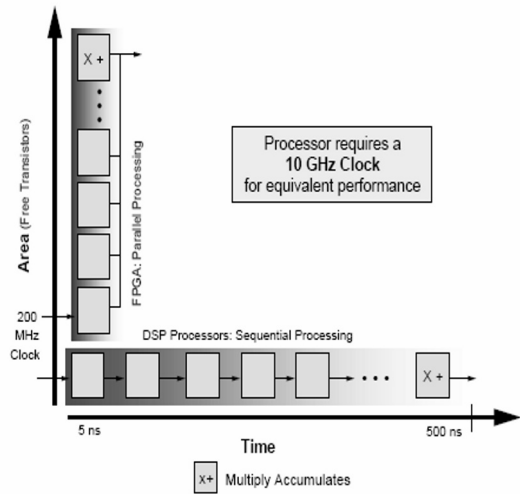 X +
Area (Free Transistors)
FPGA: Parallel Processing
Processor requires a
10 GHz Clock
for equivalent performance
200
MHz
Clock
DSP Processors: Sequential Processing
X +
5 ns
500 ns
Time
x+
Multiply Accumulates